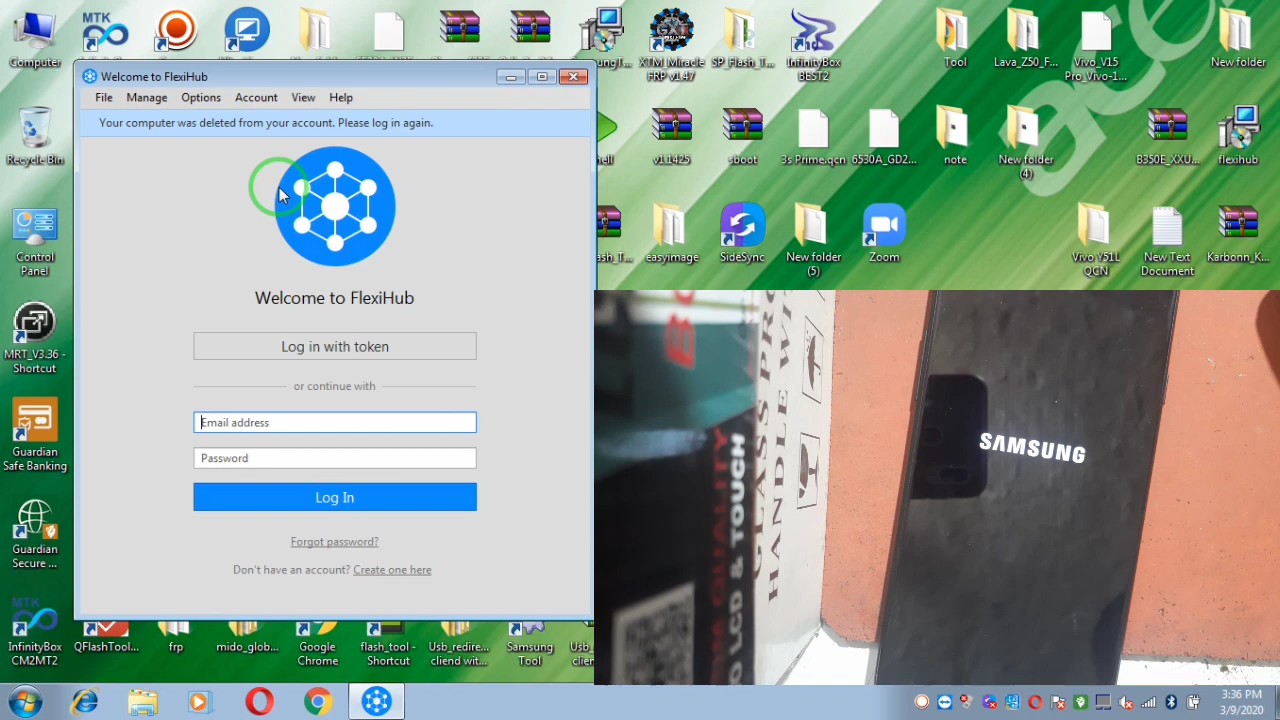 Computer
MTK
XTM_Miracle
FRP v1.47
SP_Flash_T...
InfinityBox
BEST2
Tool
Lava_Z50_F...
Vivo_V15
Pro_Vivo-1...
New folder
Welcome to FlexiHub
File Manage Options Account View Help
Your computer was deleted from your account. Please log in again.
Recycle Bin
v1.1425
sboot
3s Prime.qcn
6530A_GD2...
note
New folder
(4)
B350E_XXU...
flexihub
Control
Panel
easyimage
SideSync
New folder
(5)
Zoom
Vivo Y51L
QCN
New Text
Document
Karbonn_K...
Welcome to FlexiHub
Log in with token
or continue with
Email address
Password
Log In
Forgot password?
Don't have an account? Create one here
MRT_V3.36 -
Shortcut
Guardian
Safe Banking
Guardian
Secure ...
MTK
InfinityBox
CM2MT2
QFlashTool...
frp
mido_glob...
Google
Chrome
flash_tool -
Shortcut
Usb_redire...
cliend wit...
Samsung
Tool
SAMSUNG
HANDLE WI
QUALITY
LCD & TOUCH
3:36 PM
3/9/2020